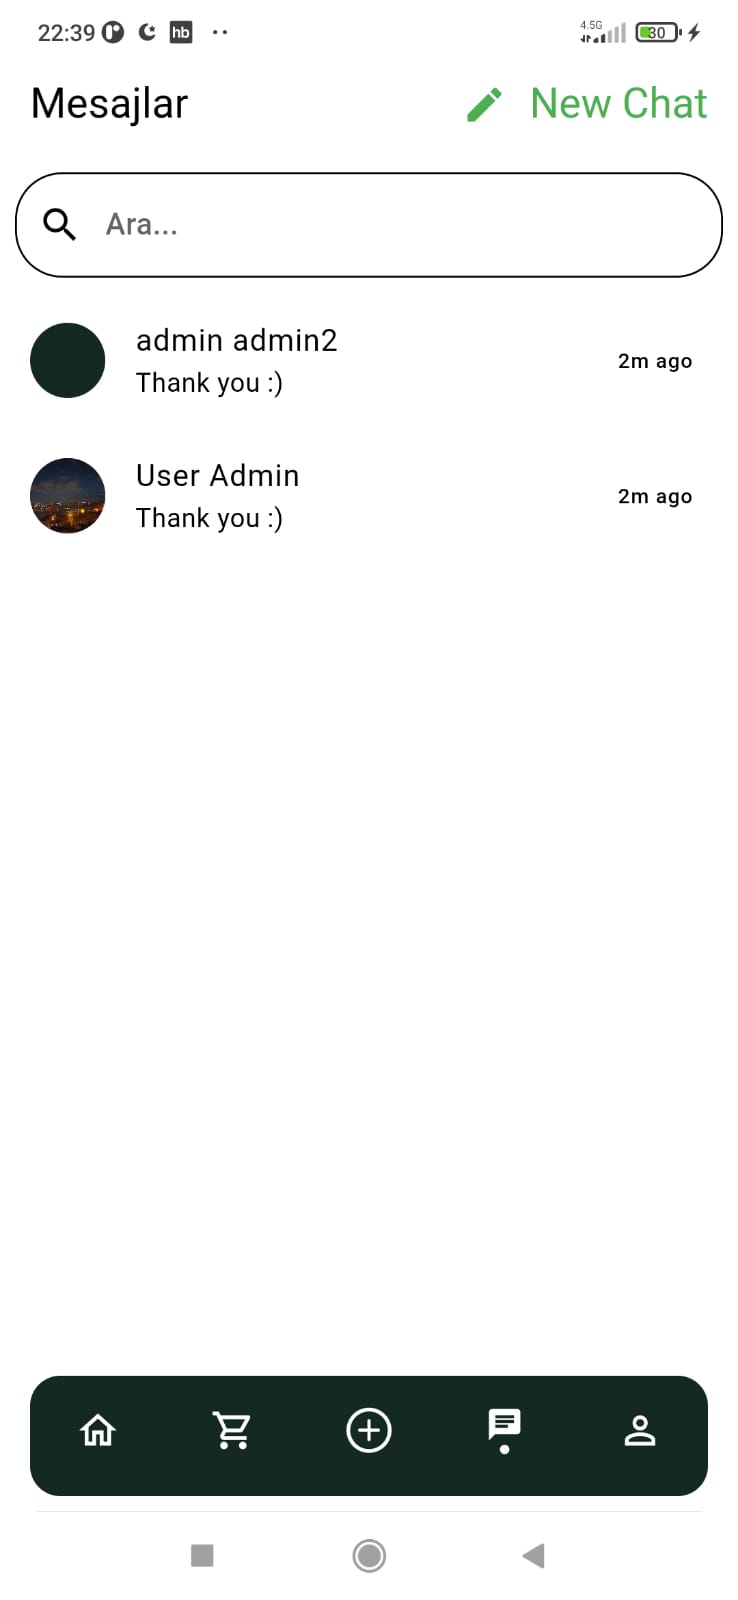 22:39 hb 4.5G 30
Mesajlar New Chat
Ara...
admin admin2
Thank you :)
2m ago
User Admin
Thank you :)
2m ago